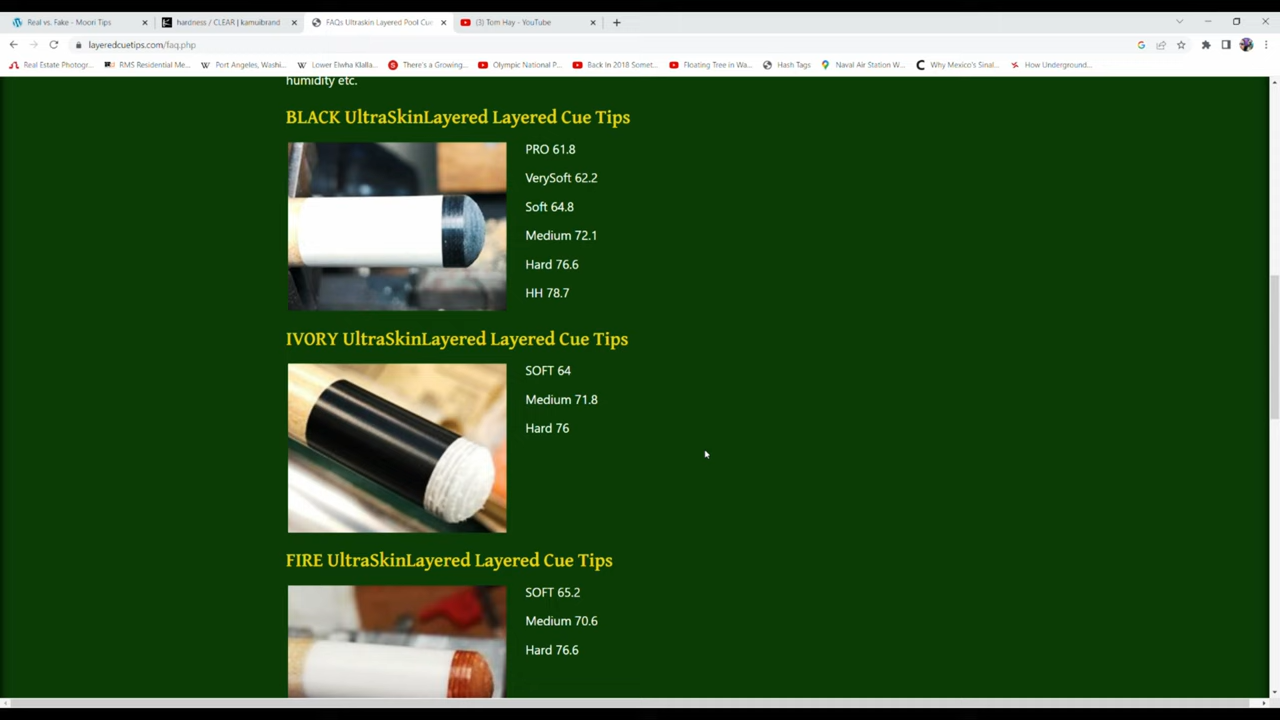 Real vs. Fake - Moori Tips
hardness / CLEAR | kamuibrand
FAQs Ultraskin Layered Pool Cue
(3) Tom Hay - YouTube
layeredcuetips.com/faq.php
Real Estate Photogr...
RMS Residential Me...
Port Angeles, Washi...
Lower Elwha Klalla...
There's a Growing...
Olympic National P...
Back In 2018 Somet...
Floating Tree in Wa...
Hash Tags
Naval Air Station W...
Why Mexico's Sinal...
How Underground...
humidity etc.
BLACK UltraSkinLayered Layered Cue Tips
PRO 61.8
VerySoft 62.2
Soft 64.8
Medium 72.1
Hard 76.6
HH 78.7
IVORY UltraSkinLayered Layered Cue Tips
SOFT 64
Medium 71.8
Hard 76
FIRE UltraSkinLayered Layered Cue Tips
SOFT 65.2
Medium 70.6
Hard 76.6